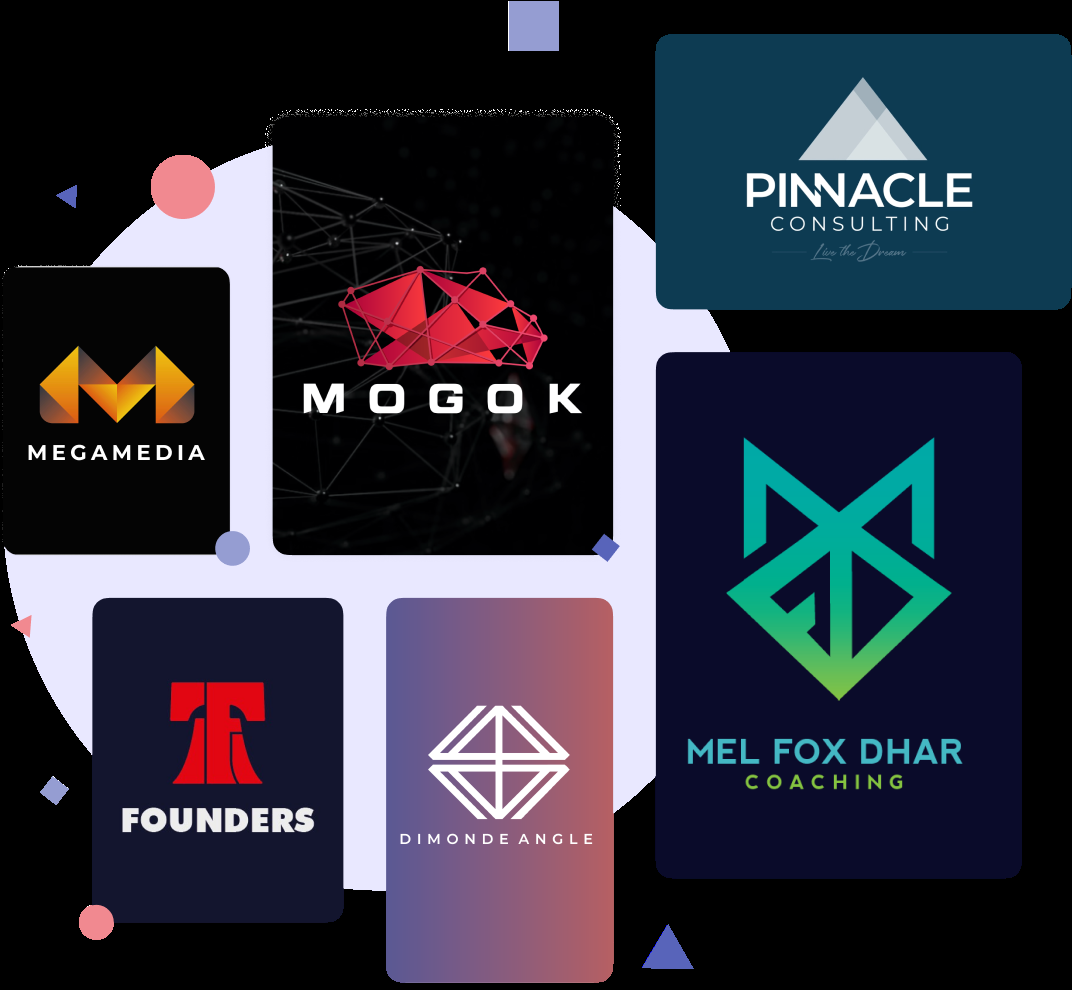 PINNACLE
CONSULTING
Live the Dream
MOGOK
MEGAMEDIA
MEL FOX DHAR
COACHING
FOUNDERS
DIMONDE ANGLE